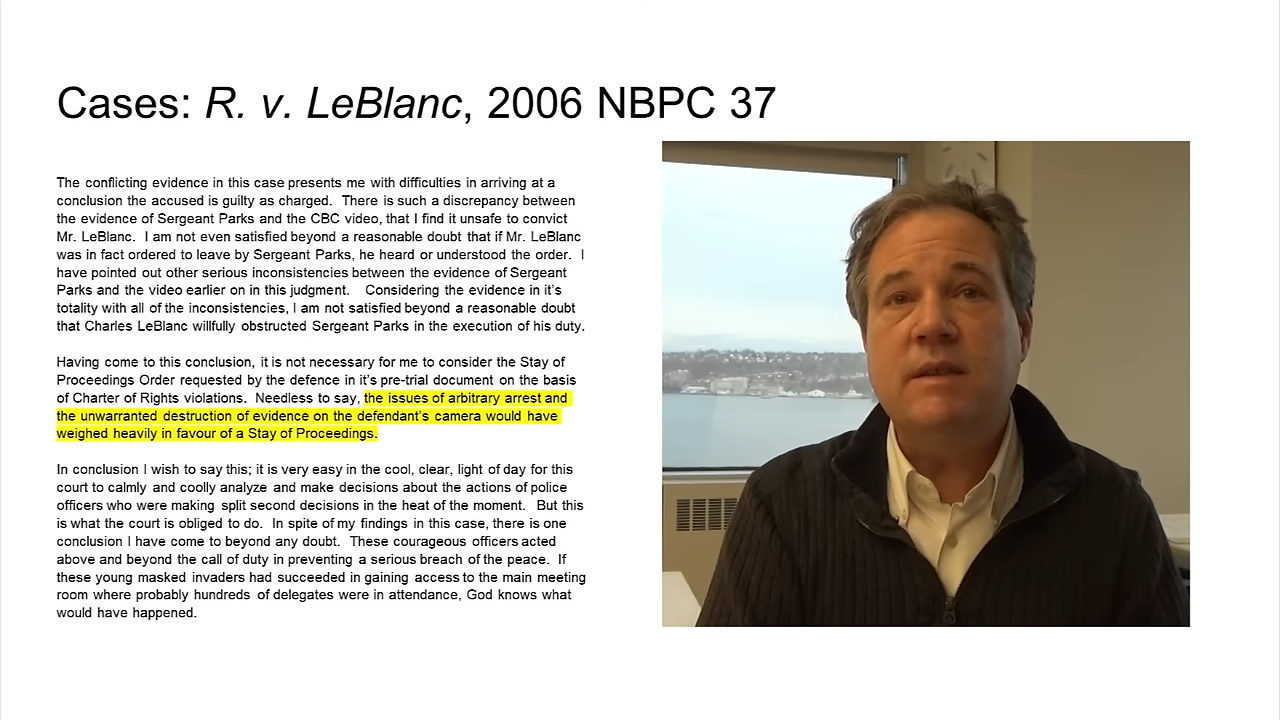 Cases: R. v. LeBlanc, 2006 NBPC 37
The conflicting evidence in this case presents me with difficulties in arriving at a
conclusion the accused is guilty as charged. There is such a discrepancy between
the evidence of Sergeant Parks and the CBC video, that I find it unsafe to convict
Mr. LeBlanc. I am not even satisfied beyond a reasonable doubt that if Mr. LeBlanc
was in fact ordered to leave by Sergeant Parks, he heard or understood the order. I
have pointed out other serious inconsistencies between the evidence of Sergeant
Parks and the video earlier on in this judgment. Considering the evidence in it's
totality with all of the inconsistencies, I am not satisfied beyond a reasonable doubt
that Charles LeBlanc willfully obstructed Sergeant Parks in the execution of his duty.
Having come to this conclusion, it is not necessary for me to consider the Stay of
Proceedings Order requested by the defence in it's pre-trial document on the basis
of Charter of Rights violations. Needless to say, the issues of arbitrary arrest and
the unwarranted destruction of evidence on the defendant's camera would have
weighed heavily in favour of a Stay of Proceedings.
In conclusion I wish to say this; it is very easy in the cool, clear, light of day for this
court to calmly and coolly analyze and make decisions about the actions of police
officers who were making split second decisions in the heat of the moment. But this
is what the court is obliged to do. In spite of my findings in this case, there is one
conclusion I have come to beyond any doubt. These courageous officers acted
above and beyond the call of duty in preventing a serious breach of the peace. If
these young masked invaders had succeeded in gaining access to the main meeting
room where probably hundreds of delegates were in attendance, God knows what
would have happened.